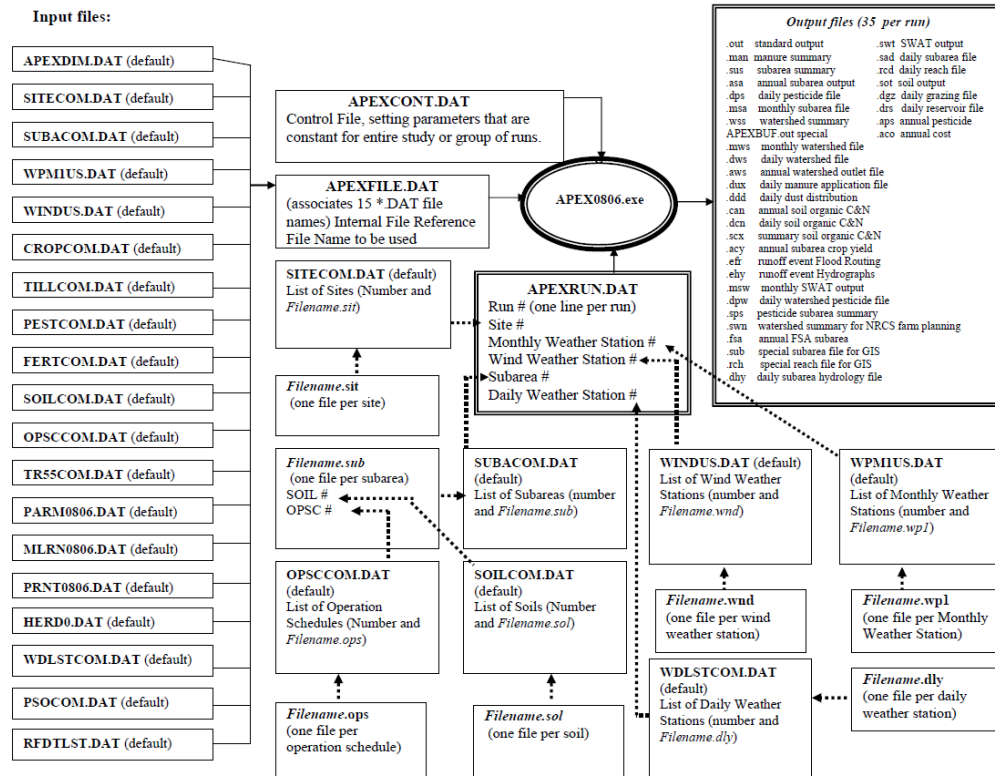 Input files:
APEXDIM.DAT (default)
SITECOM.DAT (default)
SUBACOM.DAT (default)
WPM1US.DAT (default)
WINDUS.DAT (default)
CROPCOM.DAT (default)
TILLCOM.DAT (default)
PESTCOM.DAT (default)
FERTCOM.DAT (default)
SOILCOM.DAT (default)
OPSCCOM.DAT (default)
TR55COM.DAT (default)
PARM0806.DAT (default)
MLRN0806.DAT (default)
PRNT0806.DAT (default)
HERD0.DAT (default)
WDLSTCOM.DAT (default)
PSOCOM.DAT (default)
RFDTLST.DAT (default)
APEXCONT.DAT
Control File, setting parameters that are
constant for entire study or group of runs.
APEXFILE.DAT
(associates 15 *.DAT file
names) Internal File Reference
File Name to be used
APEX0806.exe
Output files (35 per run)
.out standard output
.man manure summary
.sus subarea summary
.asa annual subarea output
.dps daily pesticide file
.msa monthly subarea file
.wss watershed summary
APEXBUF.out special
.mws monthly watershed file
.dws daily watershed file
.aws annual watershed outlet file
.dux daily manure application file
.ddd daily dust distribution
.can annual soil organic C&N
.dcn daily soil organic C&N
.scx summary soil organic C&N
.acy annual subarea crop yield
.efr runoff event Flood Routing
.ehy runoff event Hydrographs
.msw monthly SWAT output
.dpw daily watershed pesticide file
.sps pesticide subarea summary
.swn watershed summary for NRCS farm planning
.fsa annual FSA subarea
.sub special subarea file for GIS
.rch special reach file for GIS
.dhy daily subarea hydrology file
.swt SWAT output
.sad daily subarea file
.rcd daily reach file
.sot soil output
.dgz daily grazing file
.drs daily reservoir file
.aps annual pesticide
.aco annual cost
SITECOM.DAT (default)
List of Sites (Number and
Filename.sit)
APEXRUN.DAT
Run # (one line per run)
Site #
Monthly Weather Station #
Wind Weather Station #
Subarea #
Daily Weather Station #
Filename.sit
(one file per site)
Filename.sub
(one file per subarea)
SOIL #
OPSC #
SUBACOM.DAT
(default)
List of Subareas (number
and Filename.sub)
WINDUS.DAT (default)
List of Wind Weather
Stations (number and
Filename.wnd)
WPM1US.DAT
(default)
List of Monthly Weather
Stations (number and
Filename.wp1)
OPSCCOM.DAT
(default)
List of Operation
Schedules (Number and
Filename.ops)
SOILCOM.DAT
(default)
List of Soils (Number
and Filename.sol)
Filename.wnd
(one file per wind
weather station)
Filename.wp1
(one file per Monthly
Weather Station)
WDLSTCOM.DAT
(default)
List of Daily Weather
Stations (number and
Filename.dly)
Filename.dly
(one file per daily
weather station)
Filename.ops
(one file per
operation schedule)
Filename.sol
(one file per soil)